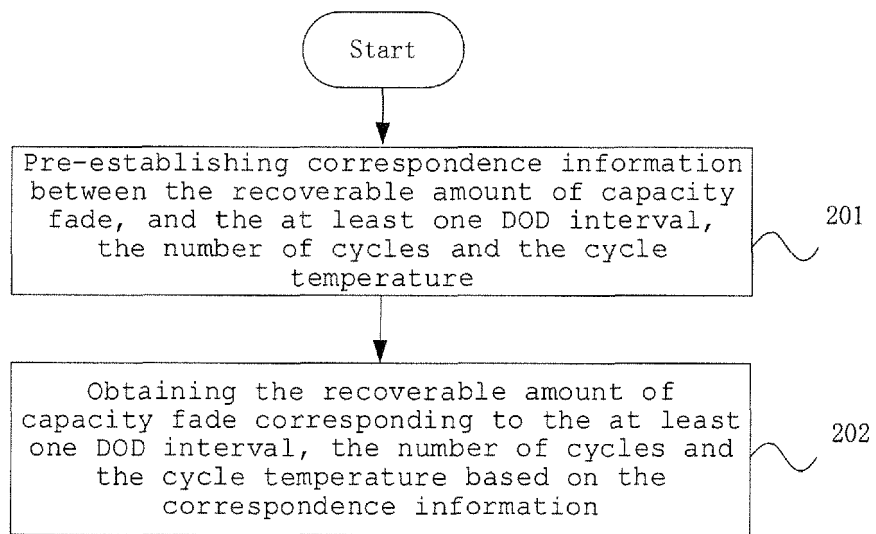 Start
Pre-establishing correspondence information
between the recoverable amount of capacity
fade, and the at least one DOD interval,
the number of cycles and the cycle
temperature
201
Obtaining the recoverable amount of
capacity fade corresponding to the at least
one DOD interval, the number of cycles and
the cycle temperature based on the
correspondence information
202